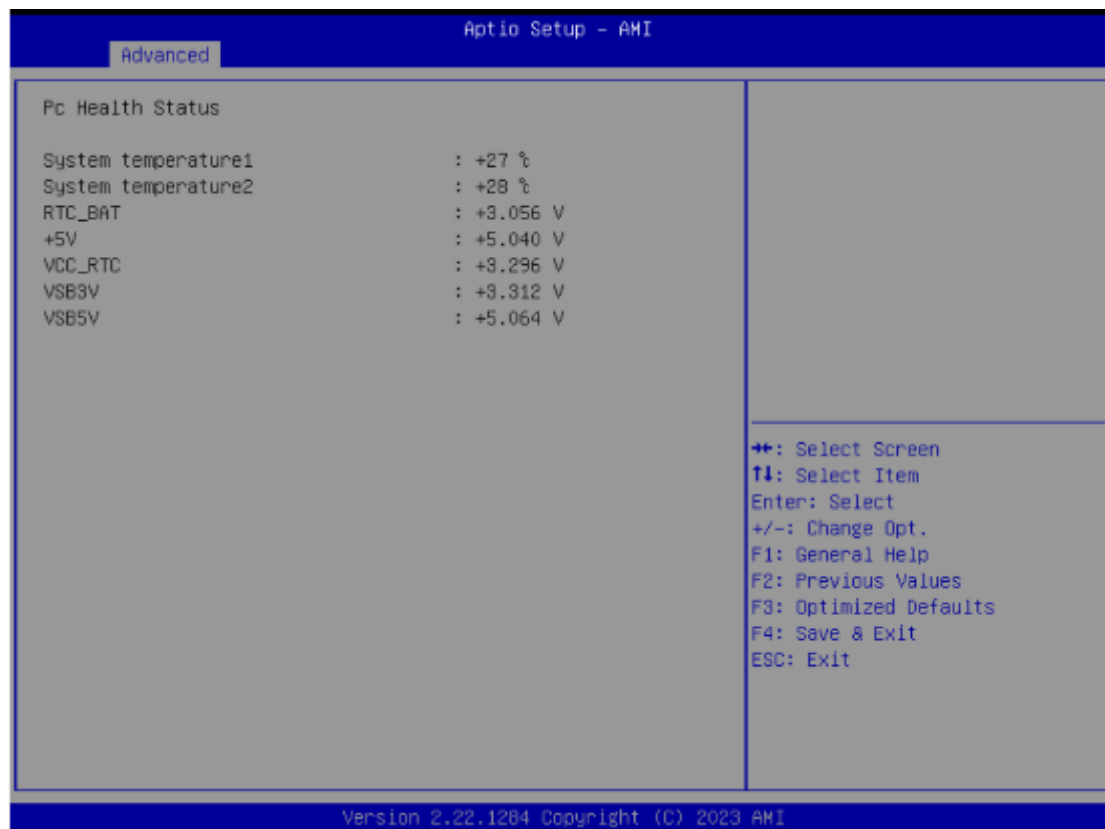 Aptio Setup – AMI
Advanced
Pc Health Status
System temperature1 : +27 ℃
System temperature2 : +28 ℃
RTC_BAT : +3.056 V
+5V : +5.040 V
VCC_RTC : +3.296 V
VSB3V : +3.312 V
VSB5V : +5.064 V
→←: Select Screen
↑↓: Select Item
Enter: Select
+/-: Change Opt.
F1: General Help
F2: Previous Values
F3: Optimized Defaults
F4: Save & Exit
ESC: Exit
Version 2.22.1284 Copyright (C) 2023 AMI